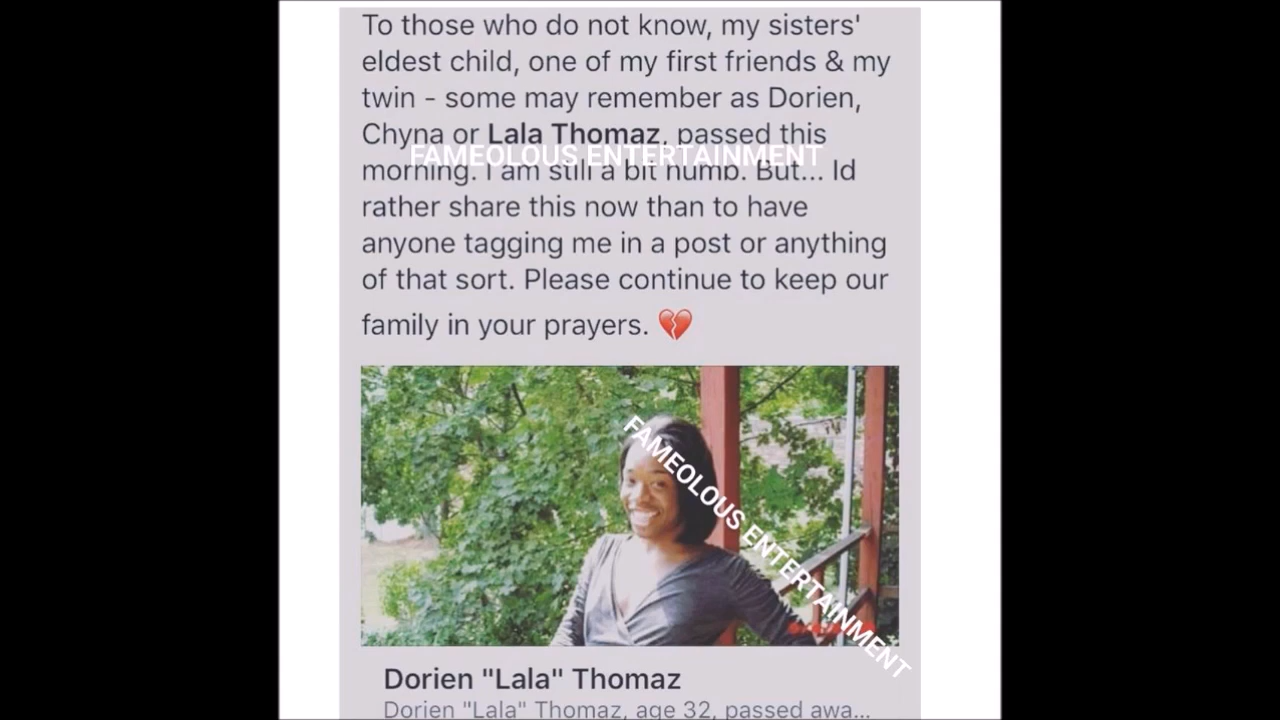 To those who do not know, my sisters'
eldest child, one of my first friends & my
twin - some may remember as Dorien,
Chyna or Lala Thomaz, passed this
FAMEOLOUS ENTERTAINMENT
morning. I am still a bit numb. But... Id
rather share this now than to have
anyone tagging me in a post or anything
of that sort. Please continue to keep our
family in your prayers. 💔
FAMEOLOUS ENTERTAINMENT
Dorien "Lala" Thomaz
Dorien "Lala" Thomaz, age 32, passed awa...